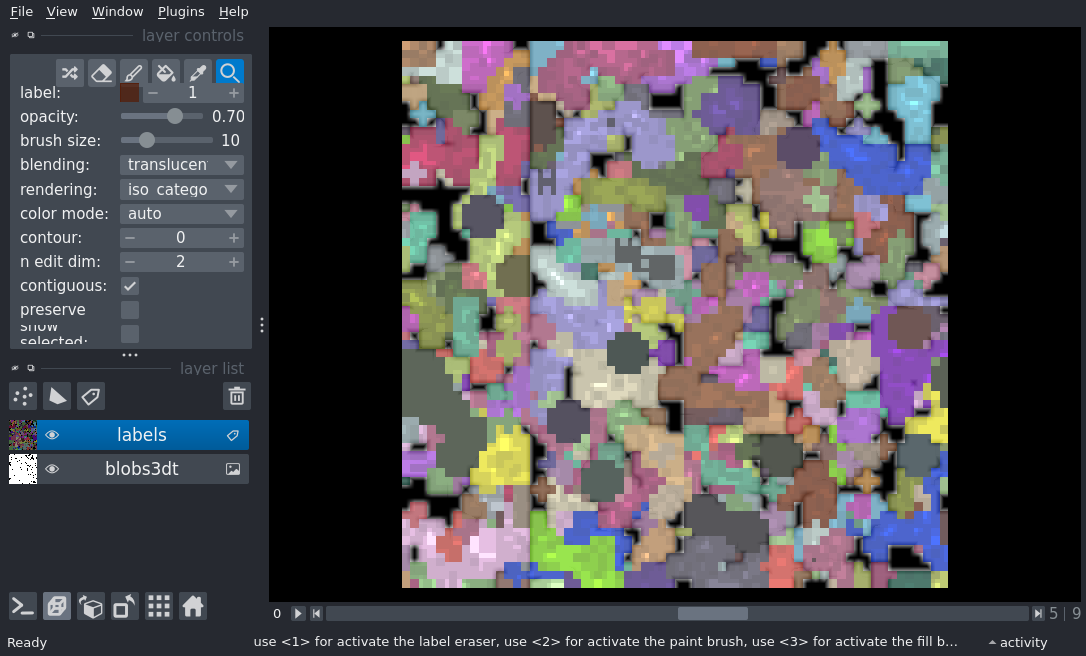 File View Window Plugins Help
layer controls
label: 1
opacity: 0.70
brush size: 10
blending: translucen
rendering: iso_catego
color mode: auto
contour: 0
n edit dim: 2
contiguous:
preserve
show
selected:
layer list
labels
blobs3dt
0 5 | 9
Ready use <1> for activate the label eraser, use <2> for activate the paint brush, use <3> for activate the fill b... activity